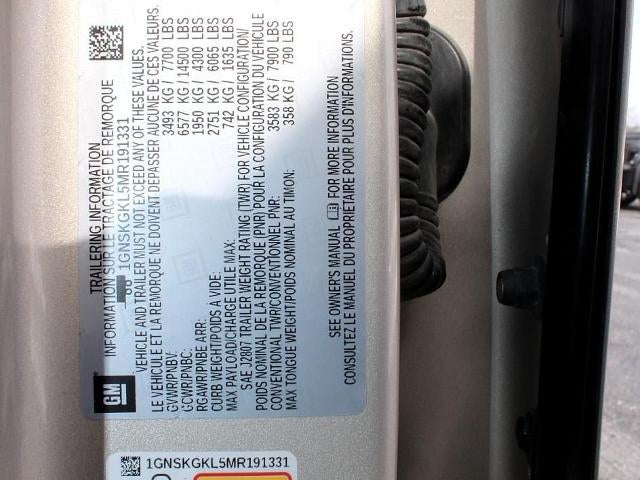 GM
TRAILERING INFORMATION
INFORMATION SUR LE TRACTAGE DE REMORQUE
1GNSKGKL5MR191331
VEHICLE AND TRAILER MUST NOT EXCEED ANY OF THESE VALUES.
LE VÉHICULE ET LA REMORQUE NE DOIVENT DÉPASSER AUCUNE DE CES VALEURS.
GVWR/PNBV: 3493 KG / 7700 LBS
GCWR/PNBC: 6577 KG / 14500 LBS
RGAWR/PNBE ARR: 1950 KG / 4300 LBS
CURB WEIGHT/POIDS À VIDE: 2751 KG / 6065 LBS
MAX PAYLOAD/CHARGE UTILE MAX: 742 KG / 1635 LBS
SAE J2807 TRAILER WEIGHT RATING (TWR) FOR VEHICLE CONFIGURATION/
POIDS NOMINAL DE LA REMORQUE (PNR) POUR LA CONFIGURATION DU VÉHICULE
CONVENTIONAL TWR/CONVENTIONNEL PNR: 3583 KG / 7900 LBS
MAX TONGUE WEIGHT/POIDS NOMINAL AU TIMON: 358 KG / 790 LBS
SEE OWNER'S MANUAL FOR MORE INFORMATION
CONSULTEZ LE MANUEL DU PROPRIÉTAIRE POUR PLUS D'INFORMATIONS.
1GNSKGKL5MR191331